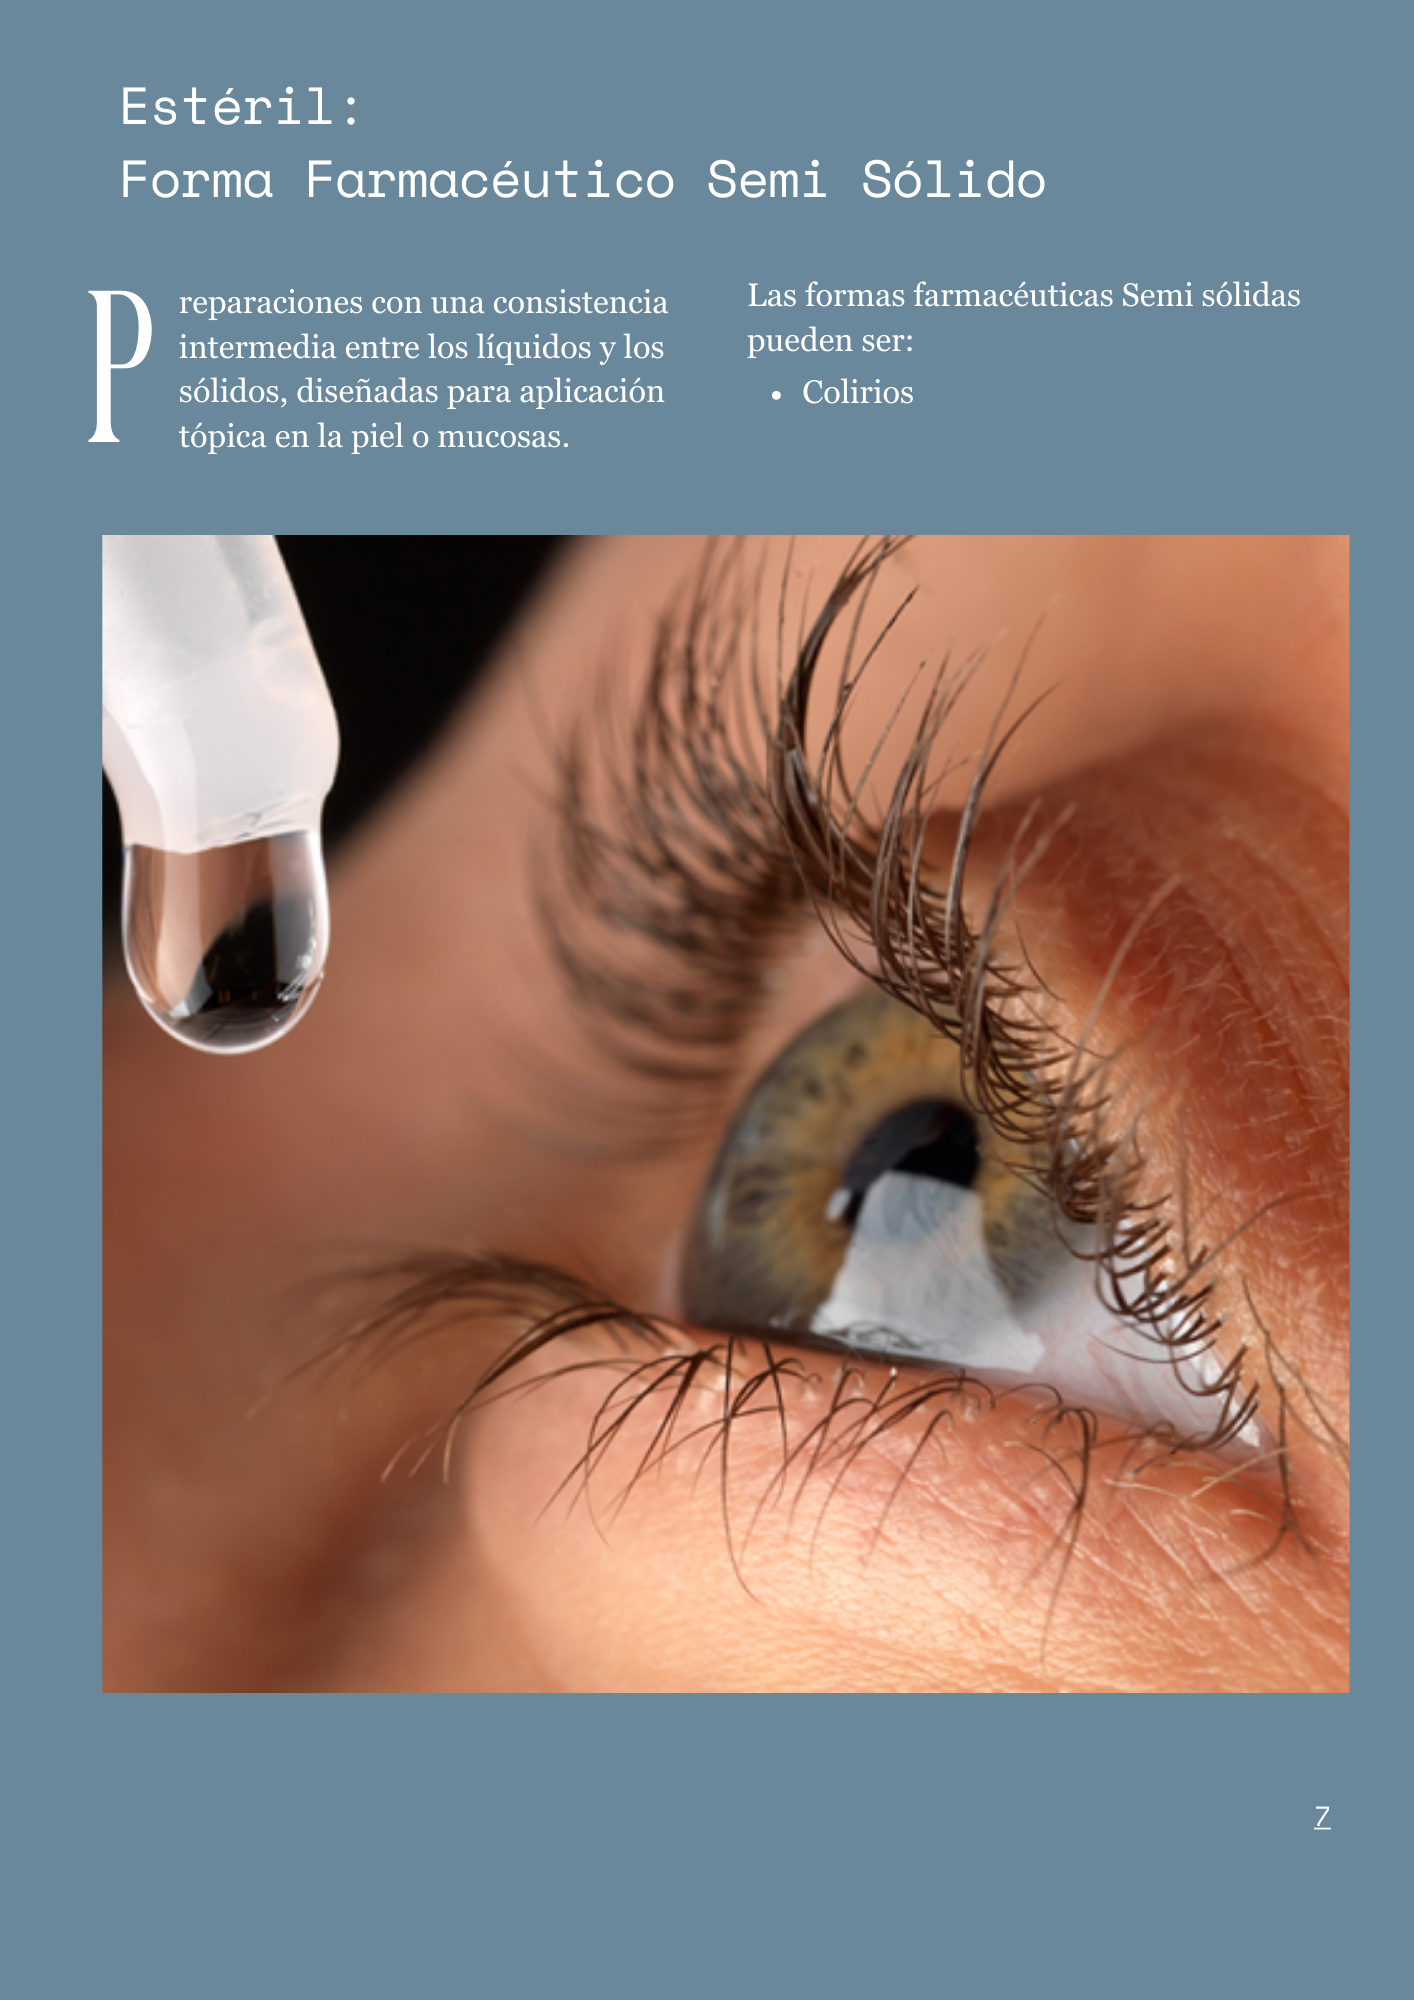 Estéril:
Forma Farmacéutico Semi Sólido
Preparaciones con una consistencia
intermedia entre los líquidos y los
sólidos, diseñadas para aplicación
tópica en la piel o mucosas.
Las formas farmacéuticas Semi sólidas
pueden ser:
• Colirios
7